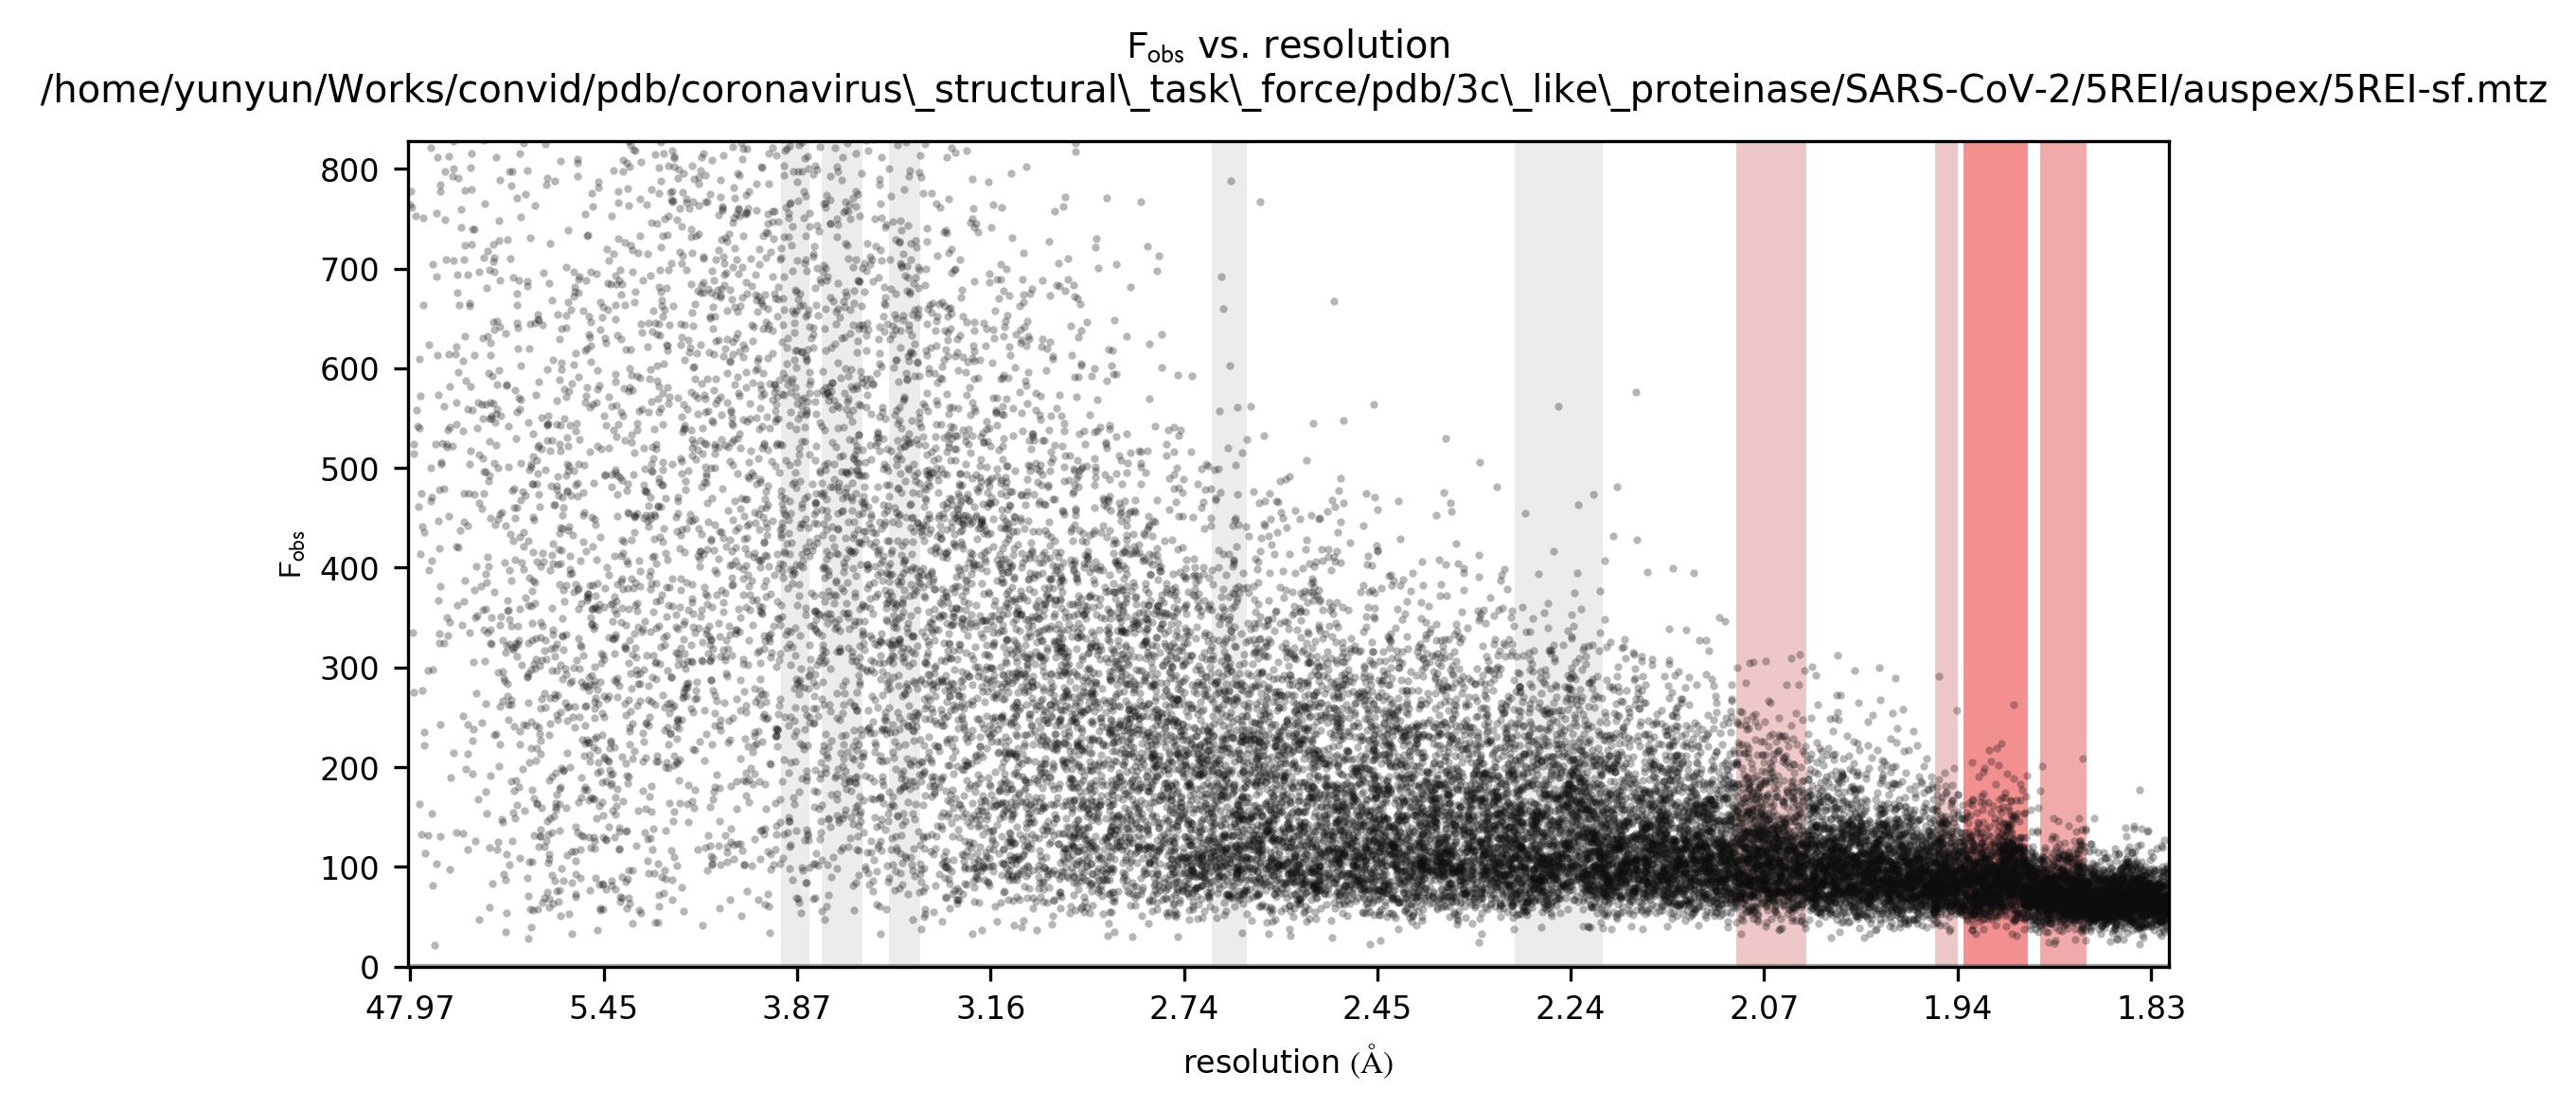 F_obs vs. resolution
/home/yunyun/Works/convid/pdb/coronavirus\_structural\_task\_force/pdb/3c\_like\_proteinase/SARS-CoV-2/5REI/auspex/5REI-sf.mtz
800
700
600
500
400
300
200
100
0
F_obs
47.97 5.45 3.87 3.16 2.74 2.45 2.24 2.07 1.94 1.83
resolution (Å)